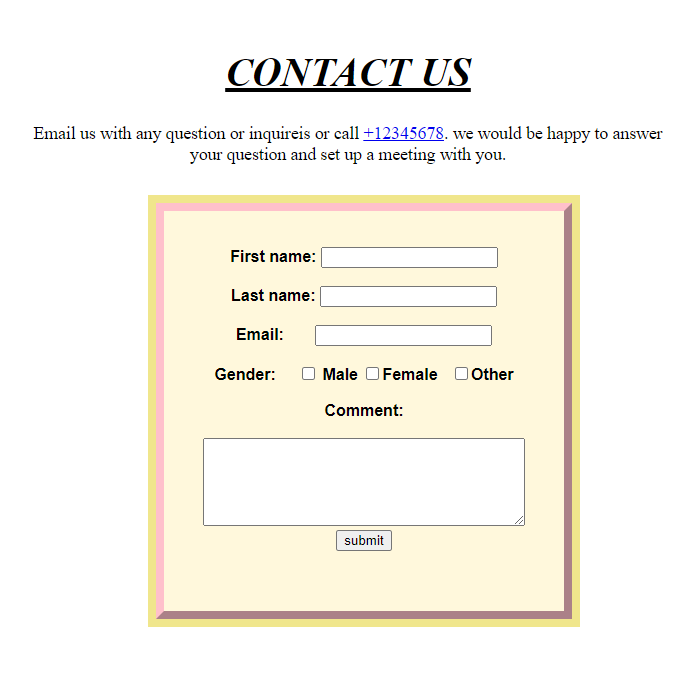 CONTACT US
Email us with any question or inquireis or call +12345678. we would be happy to answer
your question and set up a meeting with you.
First name:
Last name:
Email:
Gender: Male Female Other
Comment:
submit